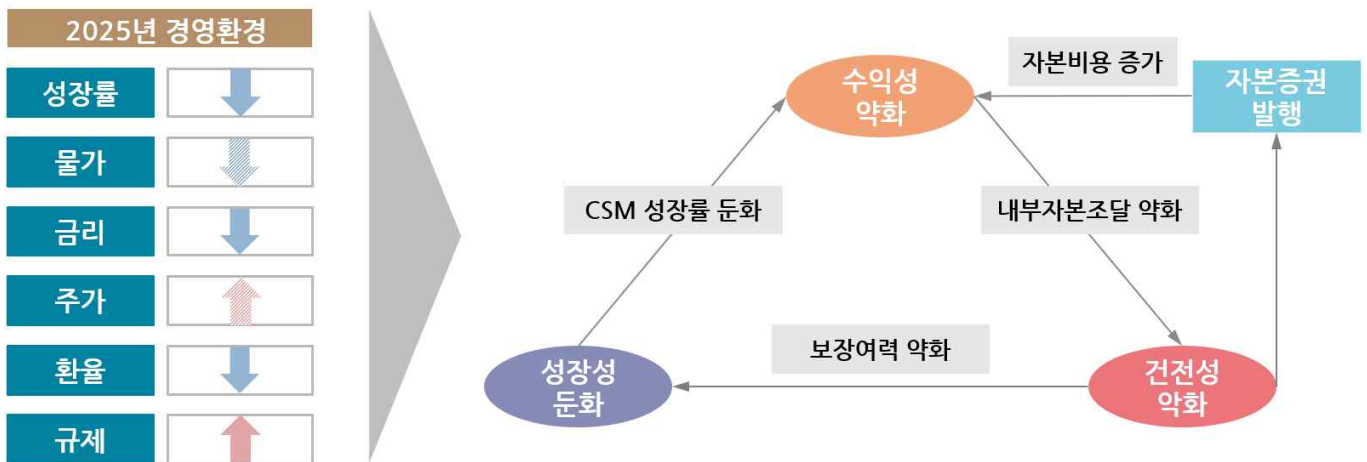 2025년 경영환경
성장률
물가
금리
주가
환율
규제
수익성
약화
자본비용 증가
자본증권
발행
CSM 성장률 둔화
내부자본조달 약화
보장여력 약화
성장성
둔화
건전성
악화